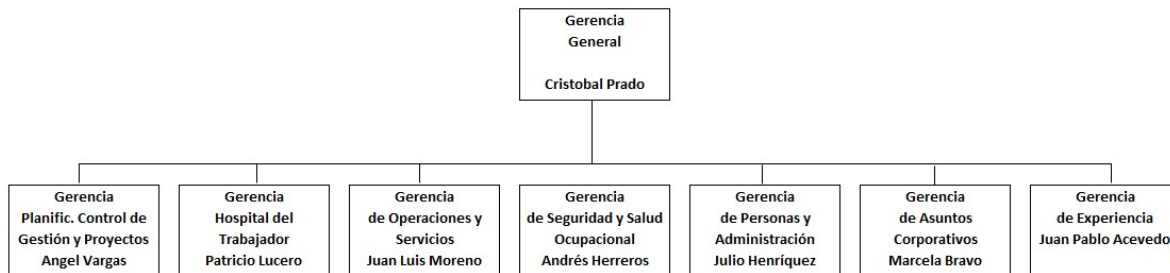 Gerencia
General
Cristobal Prado
Gerencia
Planific. Control de
Gestión y Proyectos
Angel Vargas
Gerencia
Hospital del
Trabajador
Patricio Lucero
Gerencia
de Operaciones y
Servicios
Juan Luis Moreno
Gerencia
de Seguridad y Salud
Ocupacional
Andrés Herreros
Gerencia
de Personas y
Administración
Julio Henríquez
Gerencia
de Asuntos
Corporativos
Marcela Bravo
Gerencia
de Experiencia
Juan Pablo Acevedo